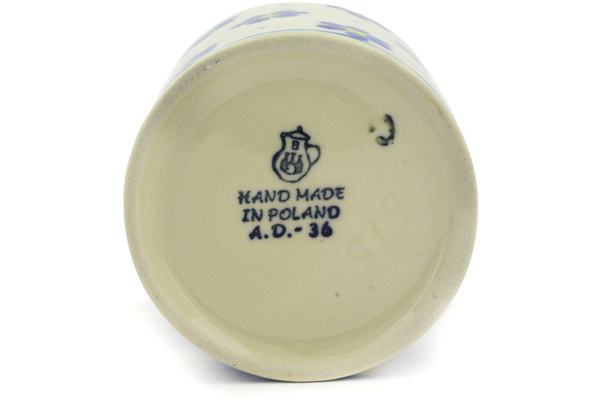 B
HAND MADE
IN POLAND
A.D.- 36